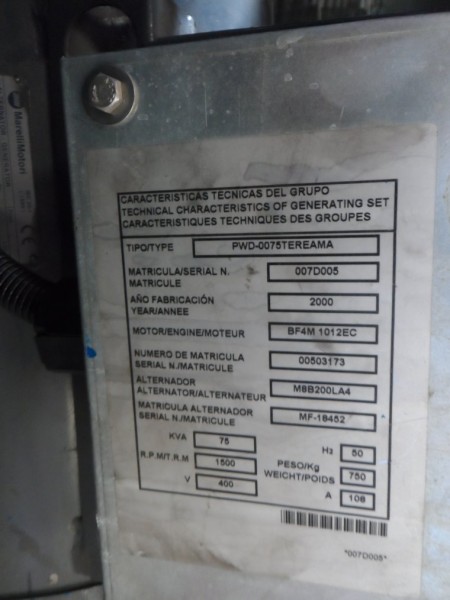 MarelliMotori
CARACTERISTICAS TECNICAS DEL GRUPO
TECHNICAL CHARACTERISTICS OF GENERATING SET
CARACTERISTIQUES TECHNIQUES DES GROUPES
TIPO/TYPE PWD-0075TEREAMA
MATRICULA/SERIAL N. 007D005
MATRICULE
AÑO FABRICACIÓN 2000
YEAR/ANNEE
MOTOR/ENGINE/MOTEUR BF4M 1012EC
NUMERO DE MATRICULA 00503173
SERIAL N./MATRICULE
ALTERNADOR M8B200LA4
ALTERNATOR/ALTERNATEUR
MATRICULA ALTERNADOR MF-18452
SERIAL N./MATRICULE
KVA 75 Hz 50
R.P.M/T.R.M 1500 PESO/Kg 750
WEICHT/POIDS
V 400 A 108
*007D005*